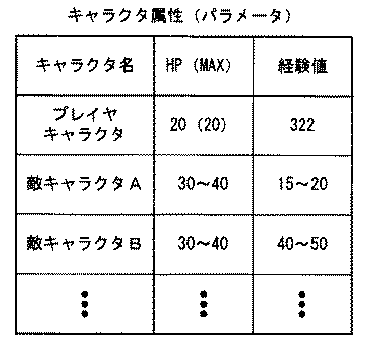 キャラクタ属性（パラメータ）
キャラクタ名 HP（MAX） 経験値
プレイヤ
キャラクタ 20（20） 322
敵キャラクタA 30～40 15～20
敵キャラクタB 30～40 40～50